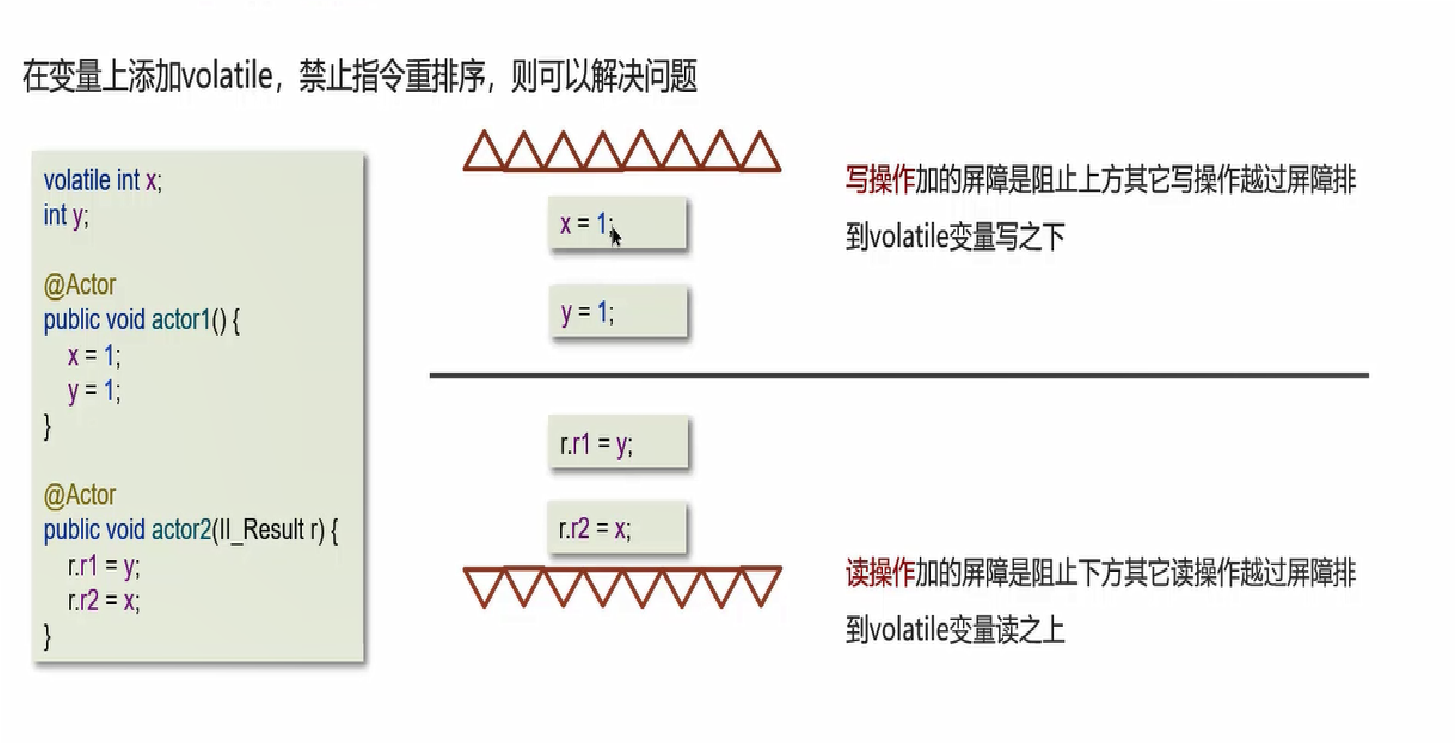 在变量上添加volatile，禁止指令重排序，则可以解决问题
volatile int x;
int y;
@Actor
public void actor1() {
x = 1;
y = 1;
}
@Actor
public void actor2(II_Result r) {
r.r1 = y;
r.r2 = x;
}
x = 1;
y = 1;
r.r1 = y;
r.r2 = x;
写操作加的屏障是阻止上方其它写操作越过屏障排
到volatile变量写之下
读操作加的屏障是阻止下方其它读操作越过屏障排
到volatile变量读之上